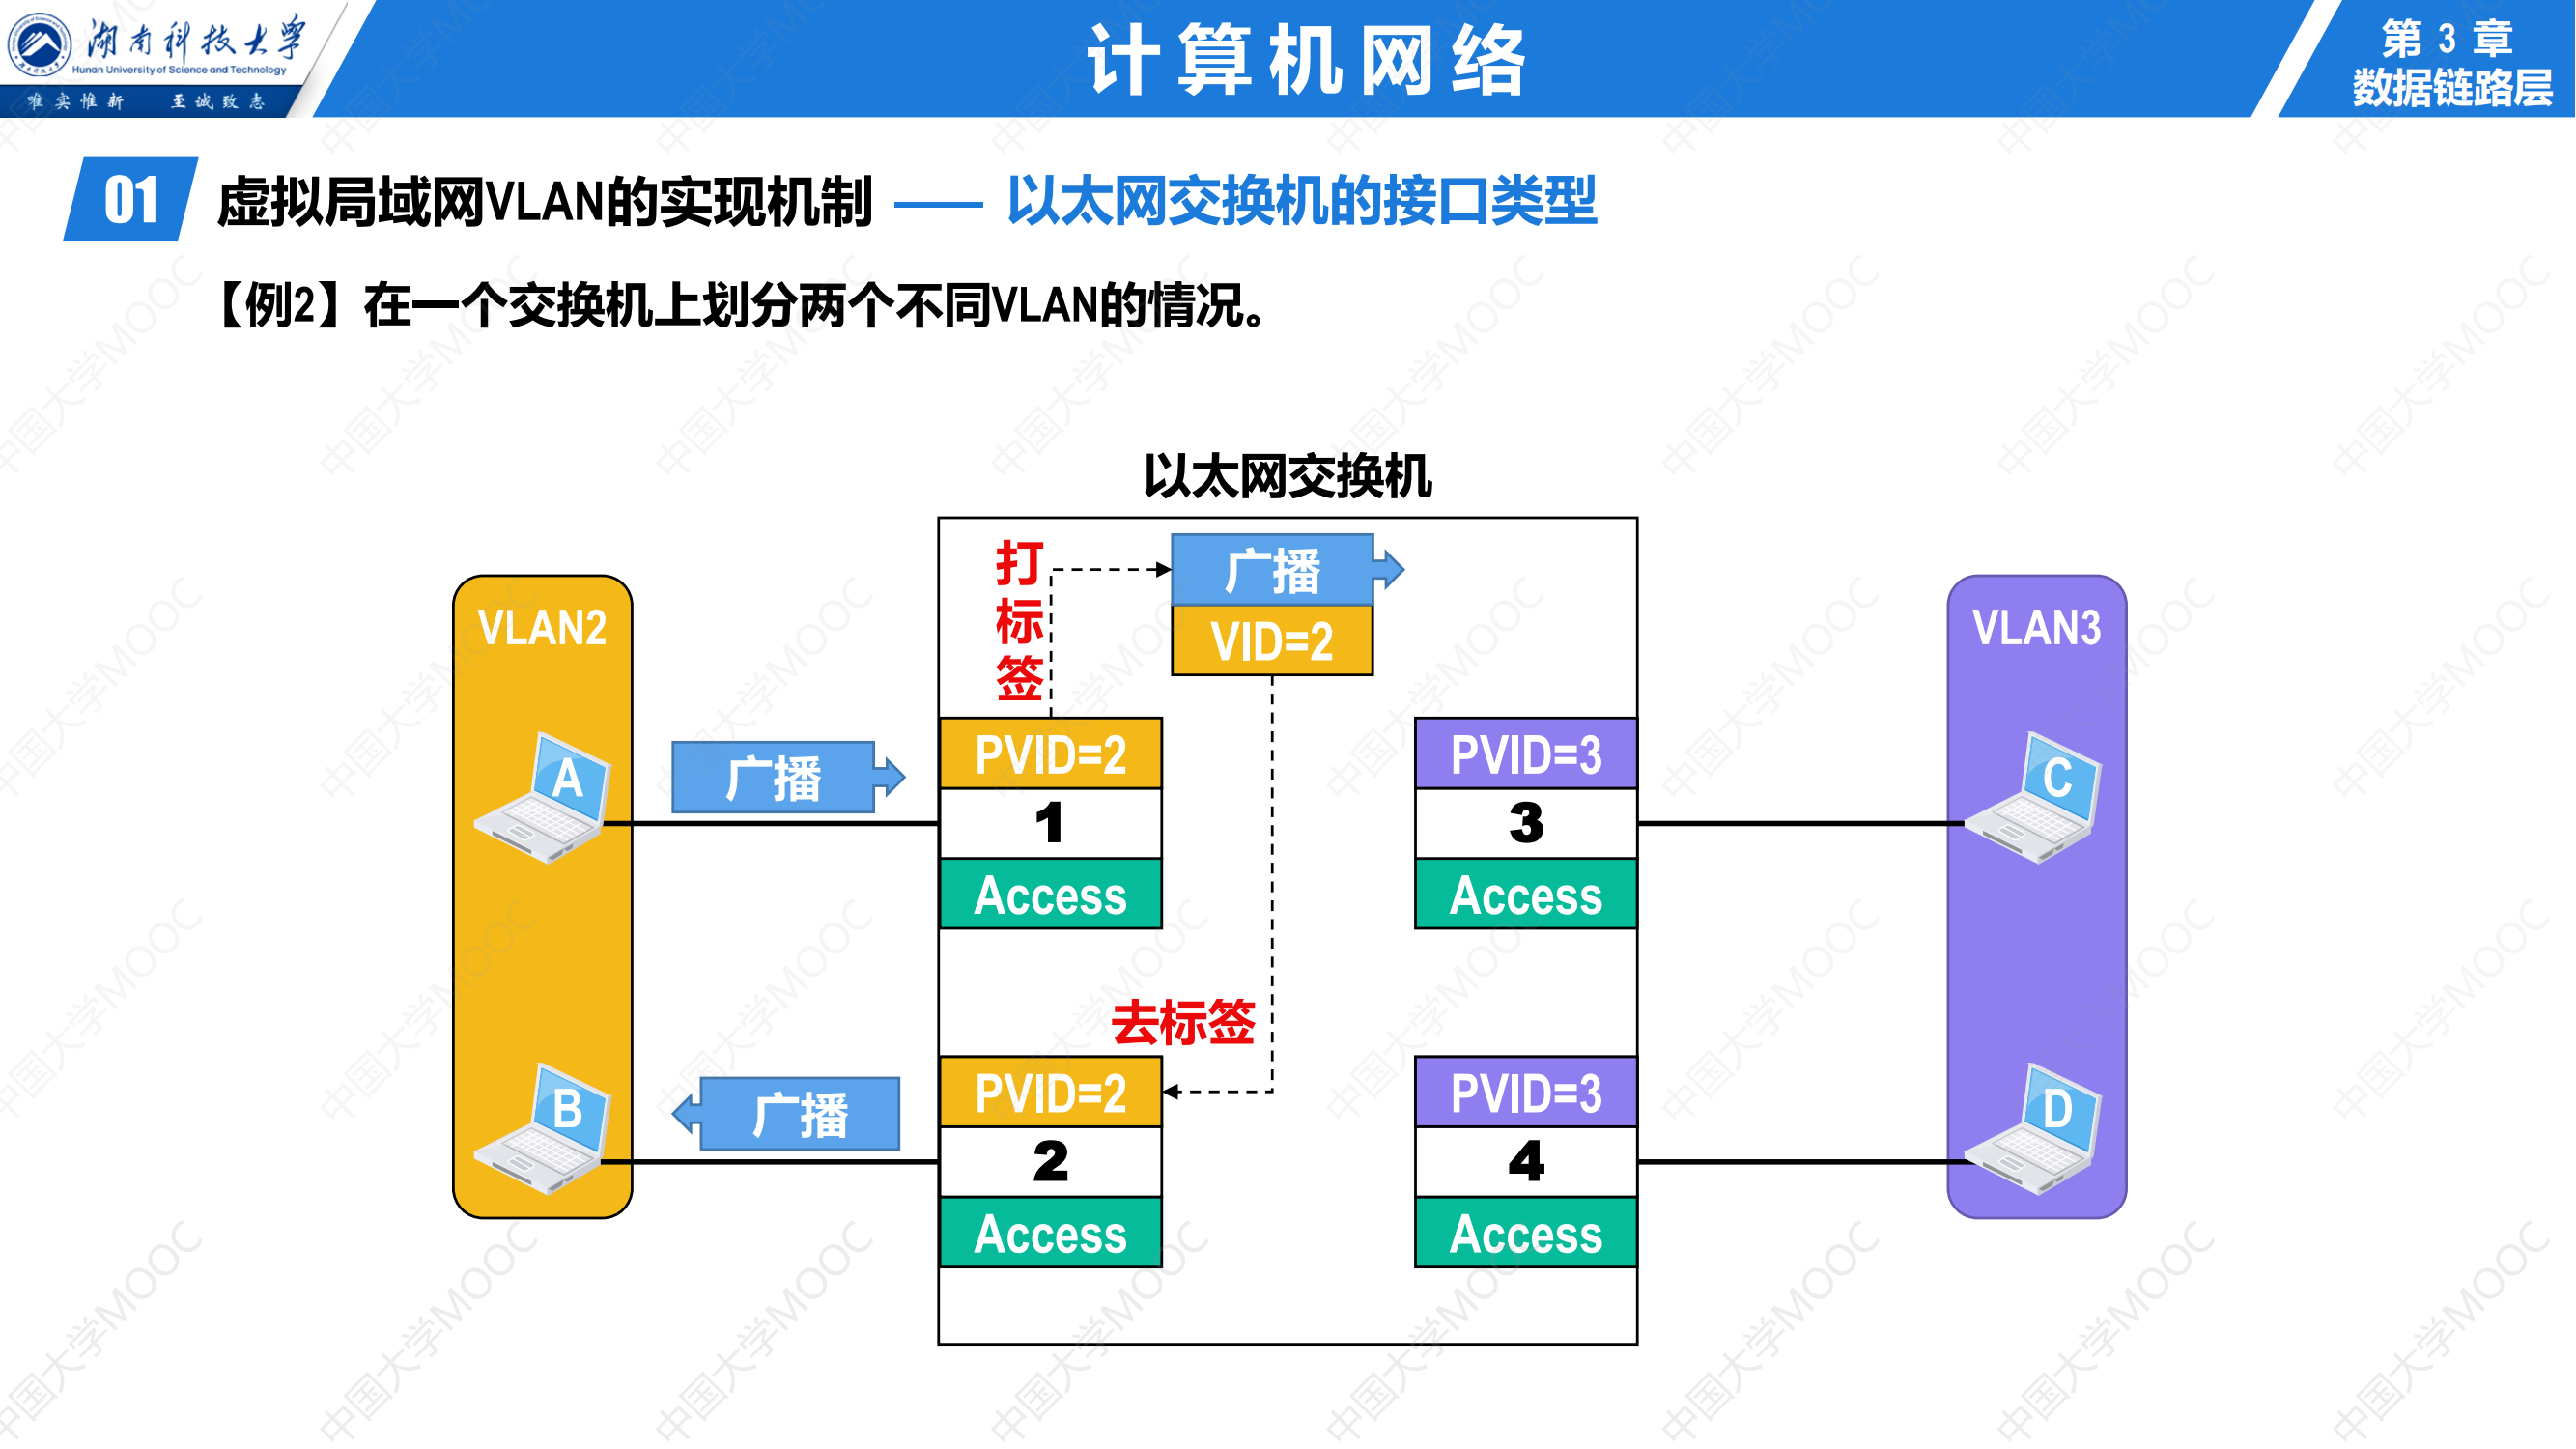 湖南科技大学
Hunan University of Science and Technology
唯实惟新 至诚致志
计算机网络
第 3 章
数据链路层
01 虚拟局域网VLAN的实现机制 —— 以太网交换机的接口类型
【例2】在一个交换机上划分两个不同VLAN的情况。
以太网交换机
打标签
广播
VID=2
VLAN2
VLAN3
A
广播
PVID=2
1
Access
PVID=3
3
Access
C
去标签
B
广播
PVID=2
2
Access
PVID=3
4
Access
D
中国大学MOOC